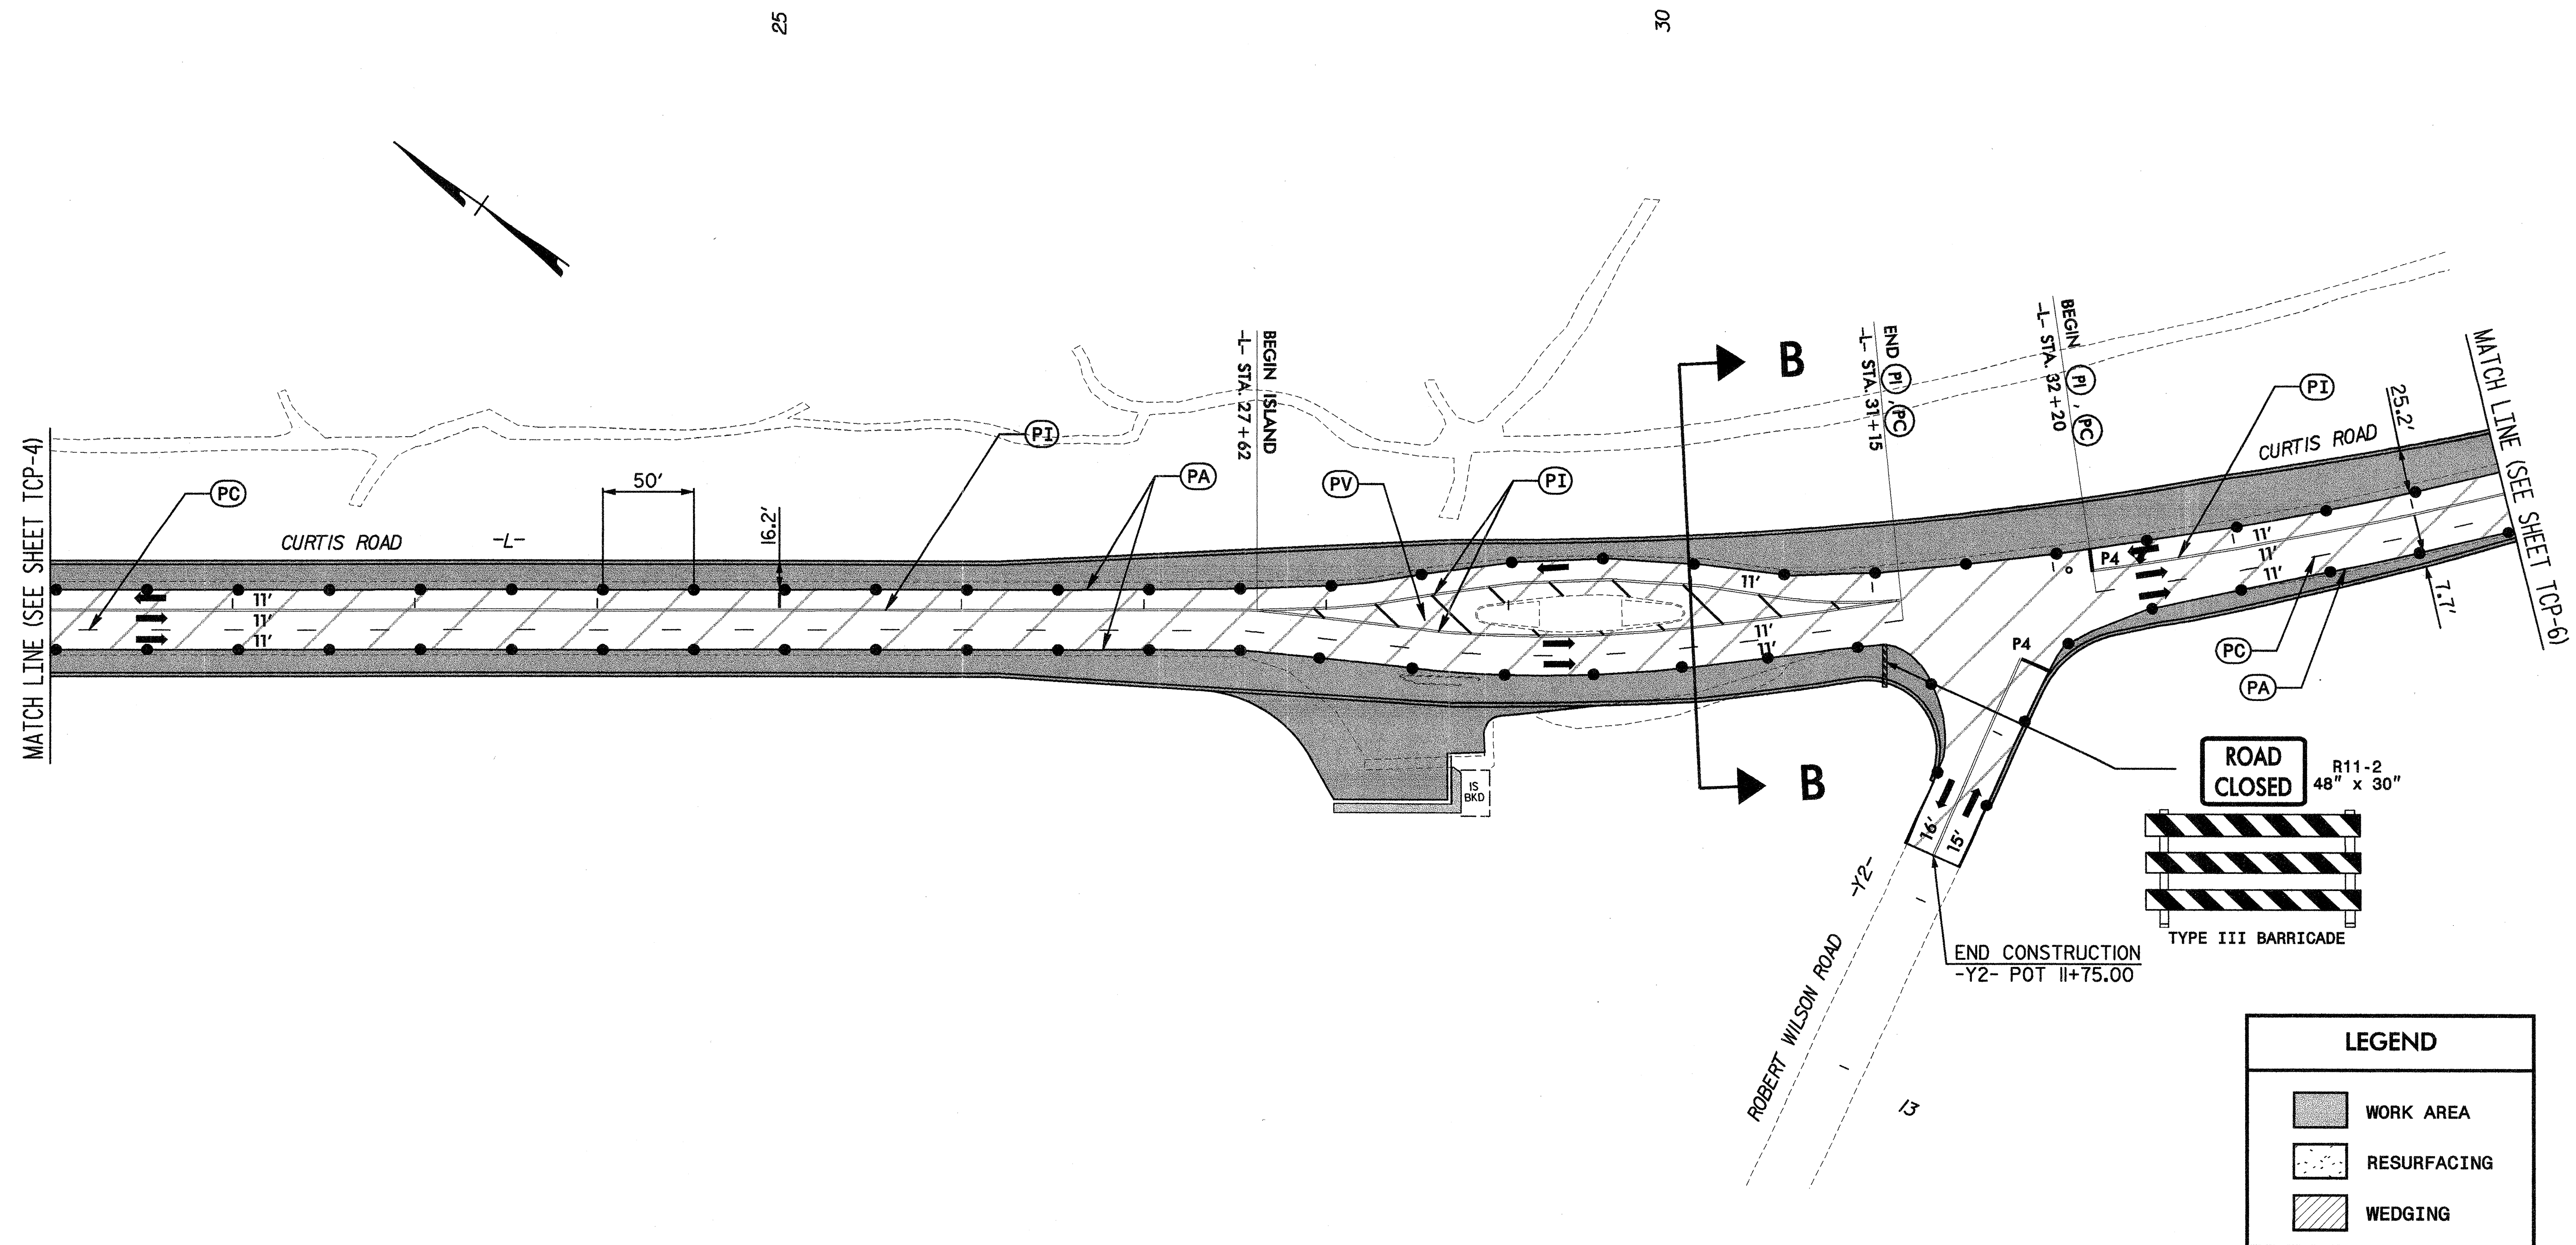 25
30
MATCH LINE (SEE SHEET TCP-4)
PC
CURTIS ROAD -L-
50'
16.2'
PI
PA
BEGIN ISLAND
-L- STA. 27+62
PV
PI
B
B
END PI, PC
-L- STA. 31+15
BEGIN PI, PC
-L- STA. 32+20
PI
25.2'
CURTIS ROAD
MATCH LINE (SEE SHEET TCP-6)
11'
11'
11'
11'
11'
11'
P4
11'
11'
11'
7.7'
P4
PC
PA
IS
BKD
16'
15'
-Y2-
ROBERT WILSON ROAD
13
END CONSTRUCTION
-Y2- POT 11+75.00
ROAD
CLOSED
R11-2
48" x 30"
TYPE III BARRICADE
LEGEND
WORK AREA
RESURFACING
WEDGING